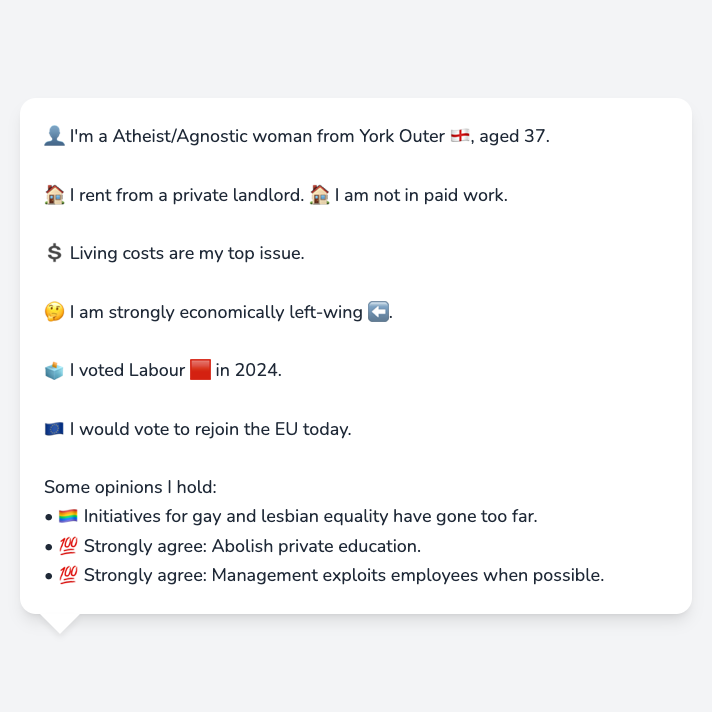 👤 I'm a Atheist/Agnostic woman from York Outer 🏴󠁧󠁢󠁥󠁮󠁧󠁿, aged 37.
🏠 I rent from a private landlord. 🏠 I am not in paid work.
💲 Living costs are my top issue.
🤔 I am strongly economically left-wing ⬅️.
🗳️ I voted Labour 🟥 in 2024.
🇪🇺 I would vote to rejoin the EU today.
Some opinions I hold:
• 🏳️‍🌈 Initiatives for gay and lesbian equality have gone too far.
• 💯 Strongly agree: Abolish private education.
• 💯 Strongly agree: Management exploits employees when possible.